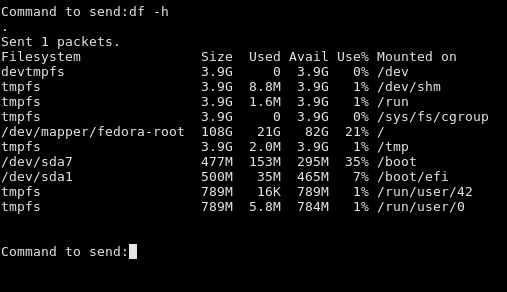 Command to send:df -h
.
Sent 1 packets.
Filesystem               Size  Used Avail Use% Mounted on
devtmpfs                 3.9G     0  3.9G   0% /dev
tmpfs                    3.9G  8.8M  3.9G   1% /dev/shm
tmpfs                    3.9G  1.6M  3.9G   1% /run
tmpfs                    3.9G     0  3.9G   0% /sys/fs/cgroup
/dev/mapper/fedora-root  108G   21G   82G  21% /
tmpfs                    3.9G  2.0M  3.9G   1% /tmp
/dev/sda7                477M  153M  295M  35% /boot
/dev/sda1                500M   35M  465M   7% /boot/efi
tmpfs                    789M   16K  789M   1% /run/user/42
tmpfs                    789M  5.8M  784M   1% /run/user/0
Command to send: